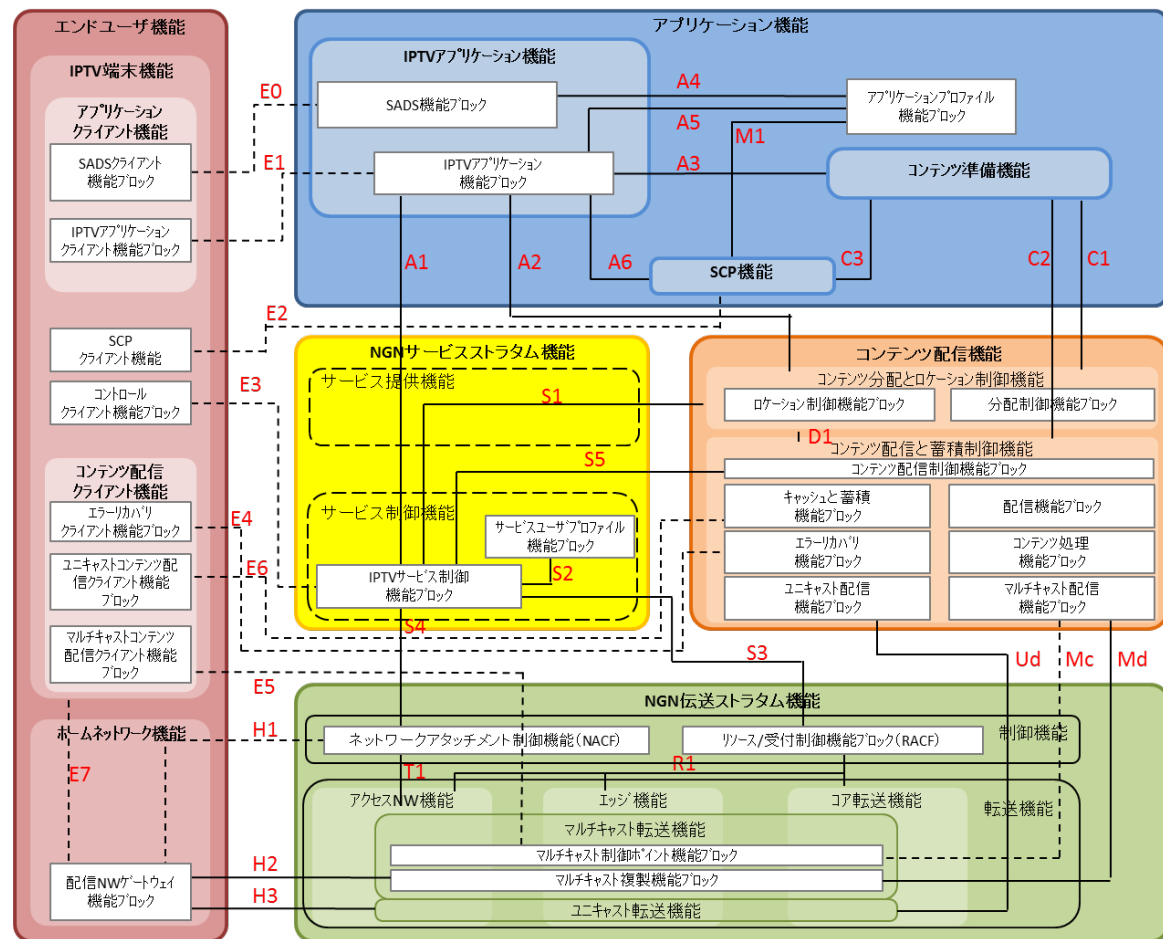 エンドユーザ機能
IPTV端末機能
アプリケーション
クライアント機能
SADSクライアント
機能ブロック
IPTVアプリケーション
クライアント機能ブロック
SCP
クライアント機能
コントロール
クライアント機能ブロック
コンテンツ配信
クライアント機能
エラーリカバリ
クライアント機能ブロック
ユニキャストコンテンツ配
信クライアント機能
ブロック
マルチキャストコンテンツ
配信クライアント機能
ブロック
ホームネットワーク機能
配信NWゲートウェイ
機能ブロック
E0
E1
E2
E3
E4
E6
E5
E7
H1
H2
H3
アプリケーション機能
IPTVアプリケーション機能
SADS機能ブロック
IPTVアプリケーション
機能ブロック
アプリケーションプロファイル
機能ブロック
コンテンツ準備機能
SCP機能
A4
A5
M1
A3
A1
A2
A6
C3
C2
C1
NGNサービスストラタム機能
サービス提供機能
S1
S5
サービス制御機能
サービスユーザプロファイル
機能ブロック
IPTVサービス制御
機能ブロック
S2
S4
S3
コンテンツ配信機能
コンテンツ分配とロケーション制御機能
ロケーション制御機能ブロック
分配制御機能ブロック
D1
コンテンツ配信と蓄積制御機能
コンテンツ配信制御機能ブロック
キャッシュと蓄積
機能ブロック
配信機能ブロック
エラーリカバリ
機能ブロック
コンテンツ処理
機能ブロック
ユニキャスト配信
機能ブロック
マルチキャスト配信
機能ブロック
Ud
Mc
Md
NGN伝送ストラタム機能
ネットワークアタッチメント制御機能(NACF)
リソース/受付制御機能ブロック(RACF)
制御機能
T1
R1
アクセスNW機能
エッジ機能
コア転送機能
転送機能
マルチキャスト転送機能
マルチキャスト制御ポイント機能ブロック
マルチキャスト複製機能ブロック
ユニキャスト転送機能